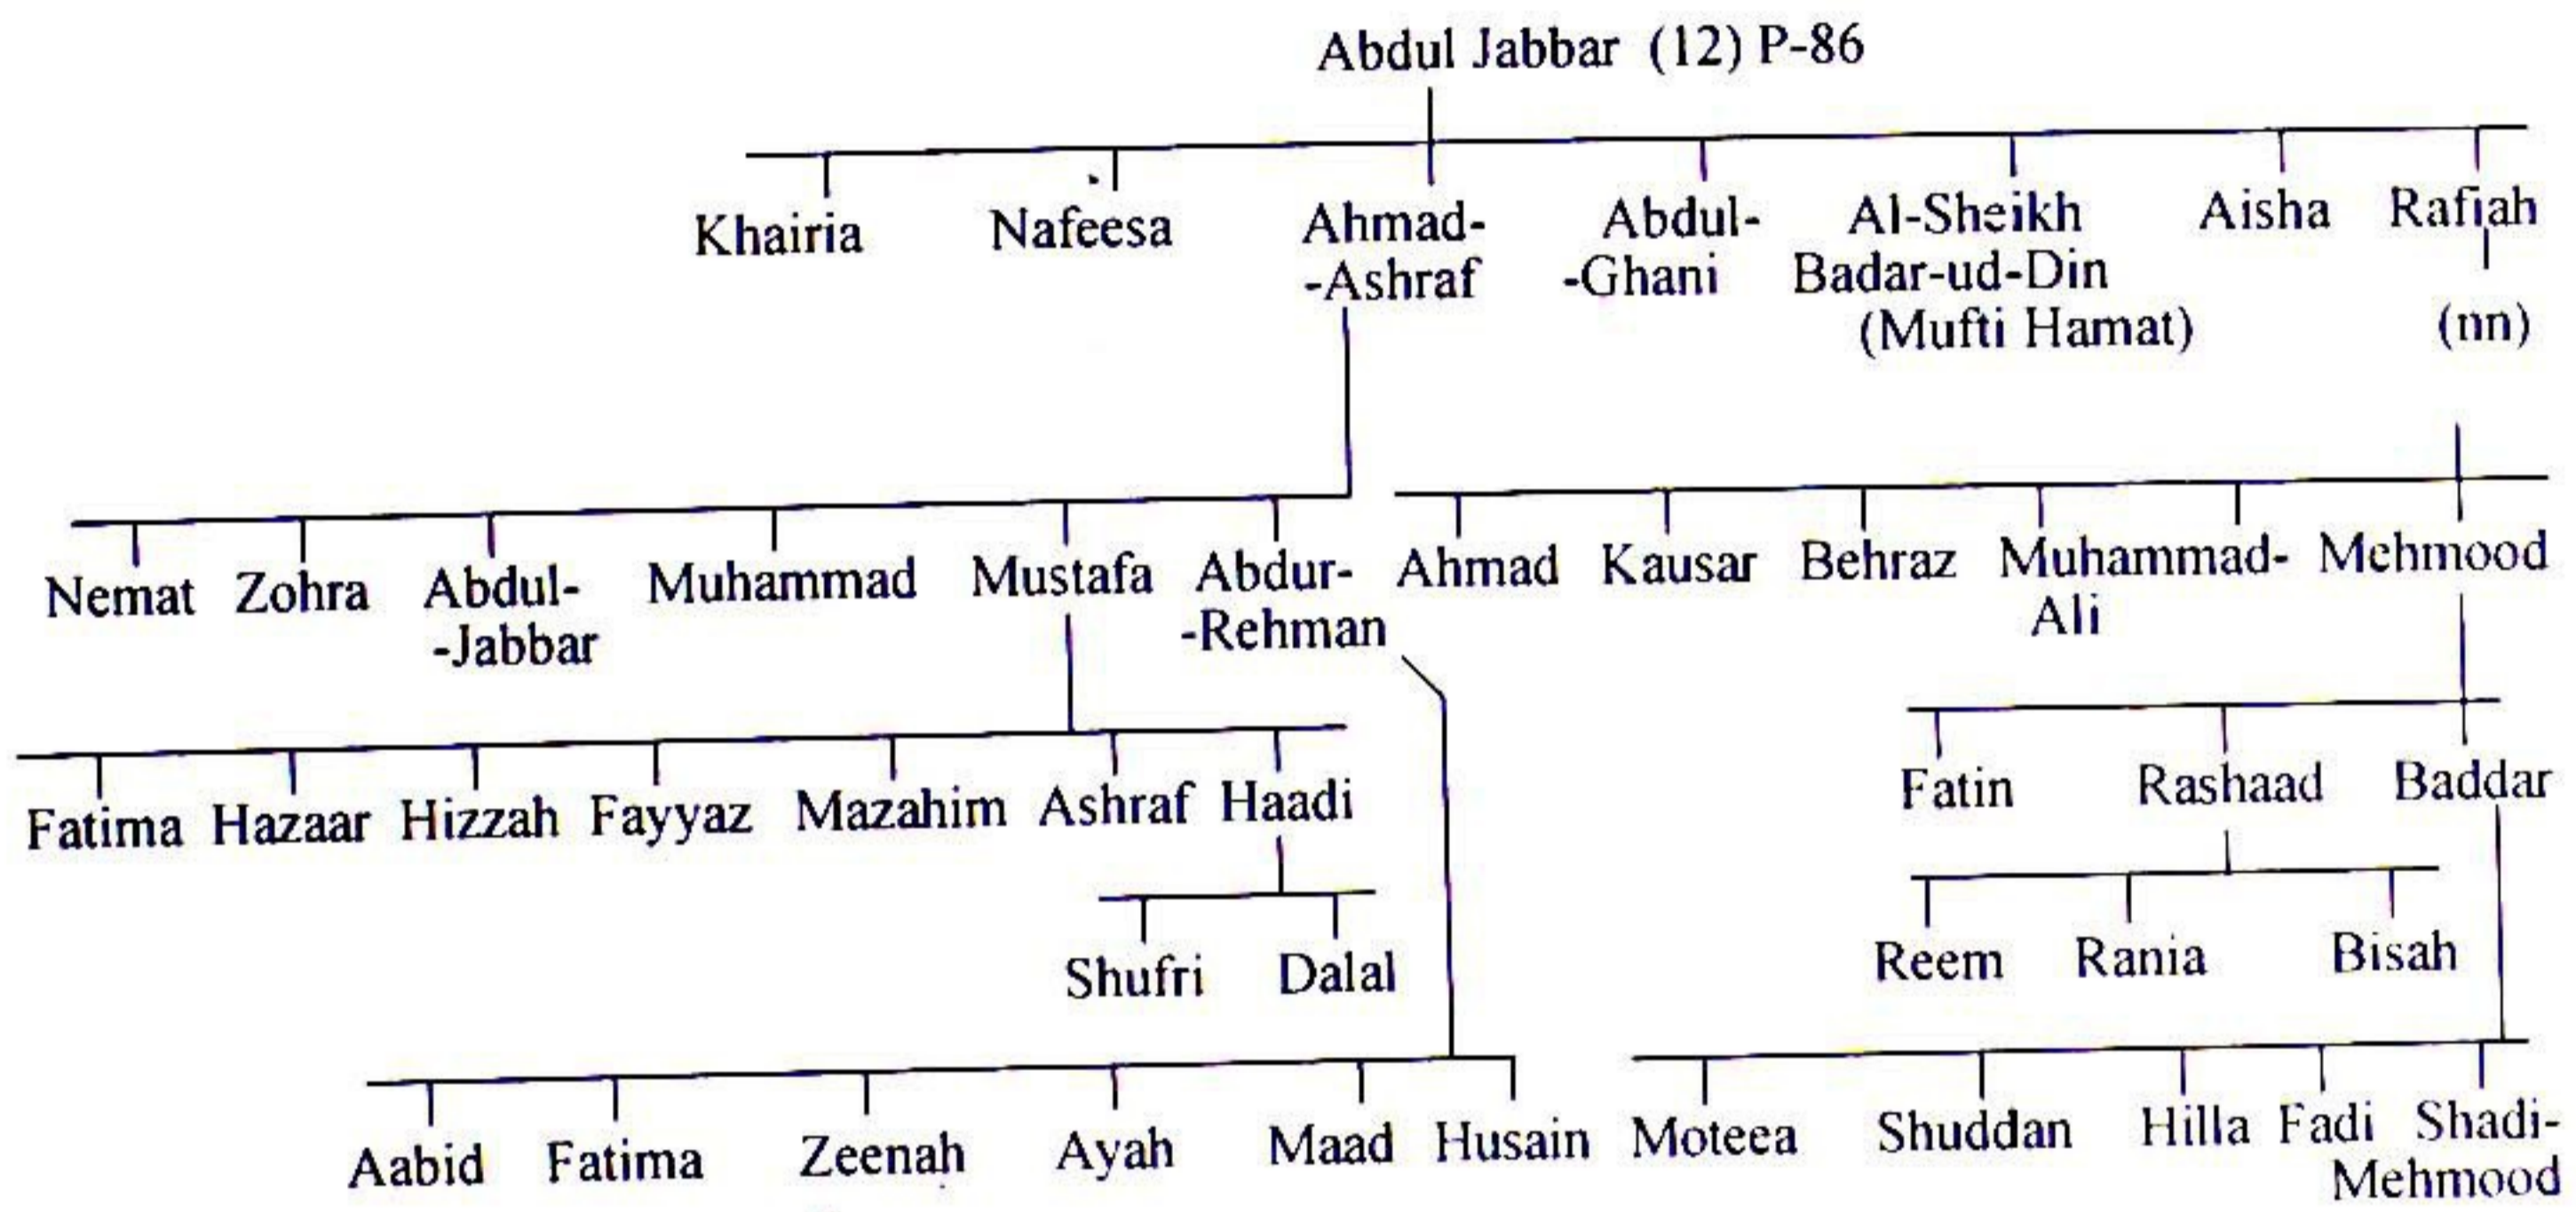 Abdul Jabbar (12) P-86
Khairia Nafeesa Ahmad- Abdul- Al-Sheikh Aisha Rafiah
-Ashraf -Ghani Badar-ud-Din
(Mufti Hamat) (nn)
Nemat Zohra Abdul- Muhammad Mustafa Abdur- Ahmad Kausar Behraz Muhammad- Mehmood
-Jabbar -Rehman Ali
Fatima Hazaar Hizzah Fayyaz Mazahim Ashraf Haadi Fatin Rashaad Baddar
Shufri Dalal Reem Rania Bisah
Aabid Fatima Zeenah Ayah Maad Husain Moteea Shuddan Hilla Fadi Shadi-
Mehmood